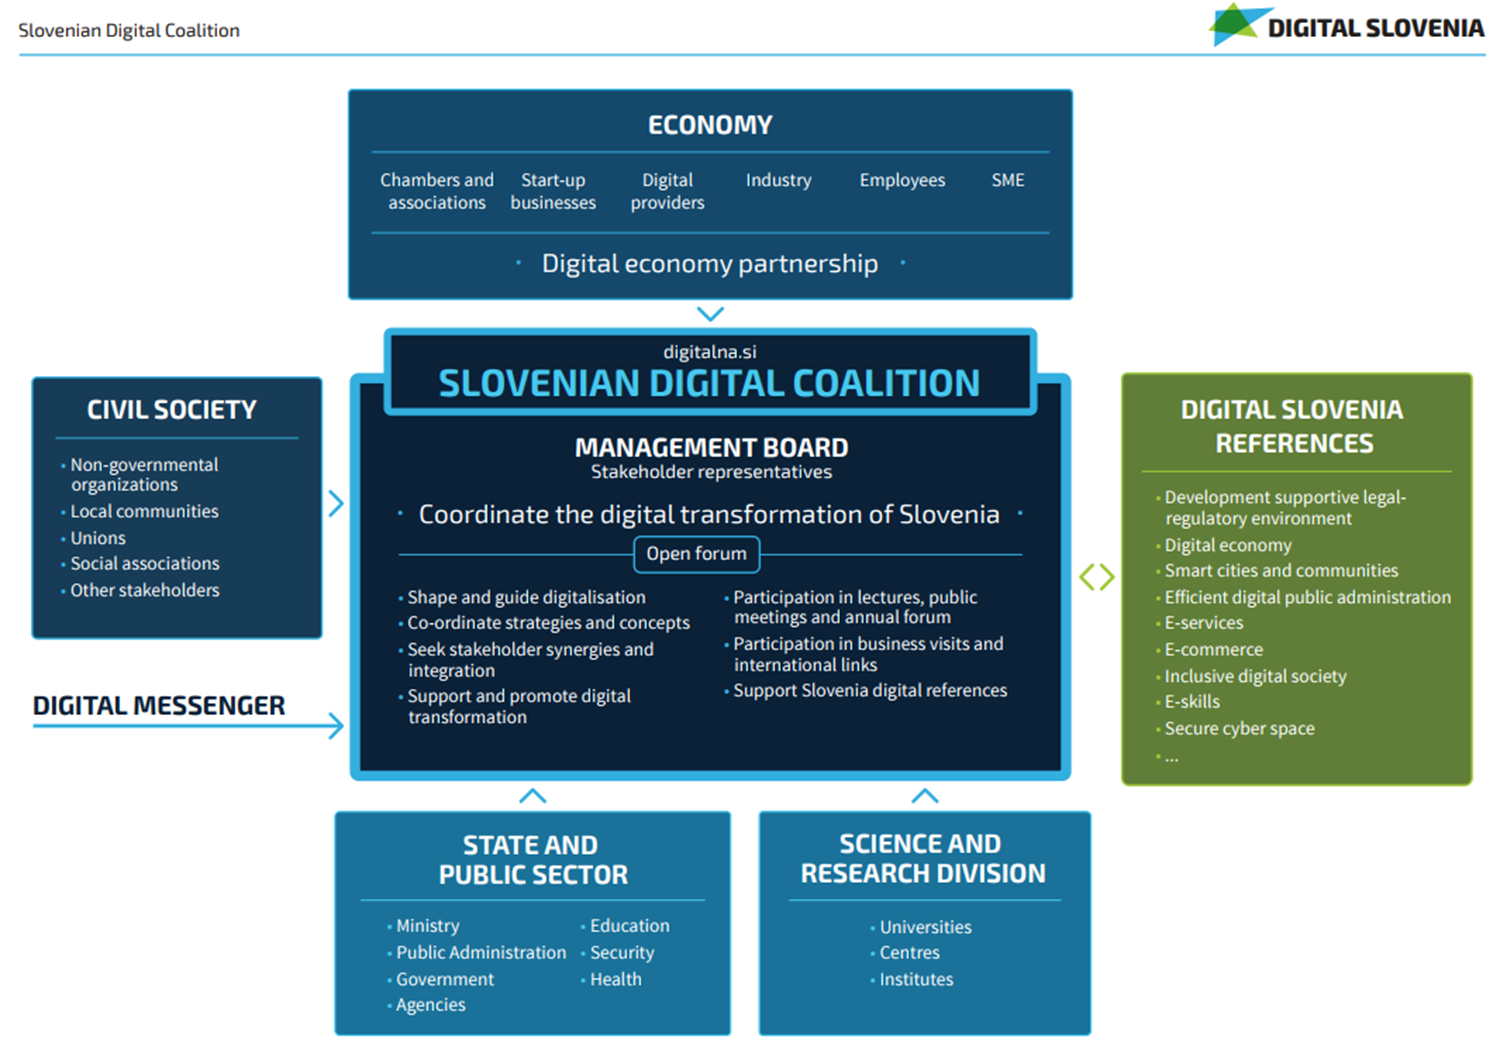 Slovenian Digital Coalition
DIGITAL SLOVENIA
ECONOMY
Chambers and
associations
Start-up
businesses
Digital
providers
Industry
Employees
SME
· Digital economy partnership ·
digitalna.si
SLOVENIAN DIGITAL COALITION
MANAGEMENT BOARD
Stakeholder representatives
· Coordinate the digital transformation of Slovenia ·
Open forum
• Shape and guide digitalisation
• Co-ordinate strategies and concepts
• Seek stakeholder synergies and
integration
• Support and promote digital
transformation
• Participation in lectures, public
meetings and annual forum
• Participation in business visits and
international links
• Support Slovenia digital references
CIVIL SOCIETY
• Non-governmental
organizations
• Local communities
• Unions
• Social associations
• Other stakeholders
DIGITAL MESSENGER
DIGITAL SLOVENIA
REFERENCES
• Development supportive legal-
regulatory environment
• Digital economy
• Smart cities and communities
• Efficient digital public administration
• E-services
• E-commerce
• Inclusive digital society
• E-skills
• Secure cyber space
• ...
STATE AND
PUBLIC SECTOR
• Ministry
• Public Administration
• Government
• Agencies
• Education
• Security
• Health
SCIENCE AND
RESEARCH DIVISION
• Universities
• Centres
• Institutes